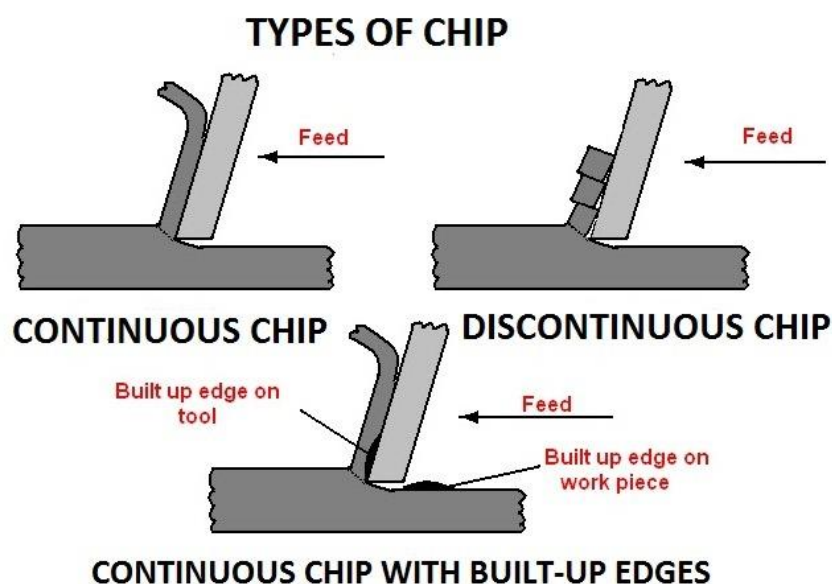 TYPES OF CHIP
Feed
Feed
CONTINUOUS CHIP
DISCONTINUOUS CHIP
Built up edge on
tool
Feed
Built up edge on
work piece
CONTINUOUS CHIP WITH BUILT-UP EDGES